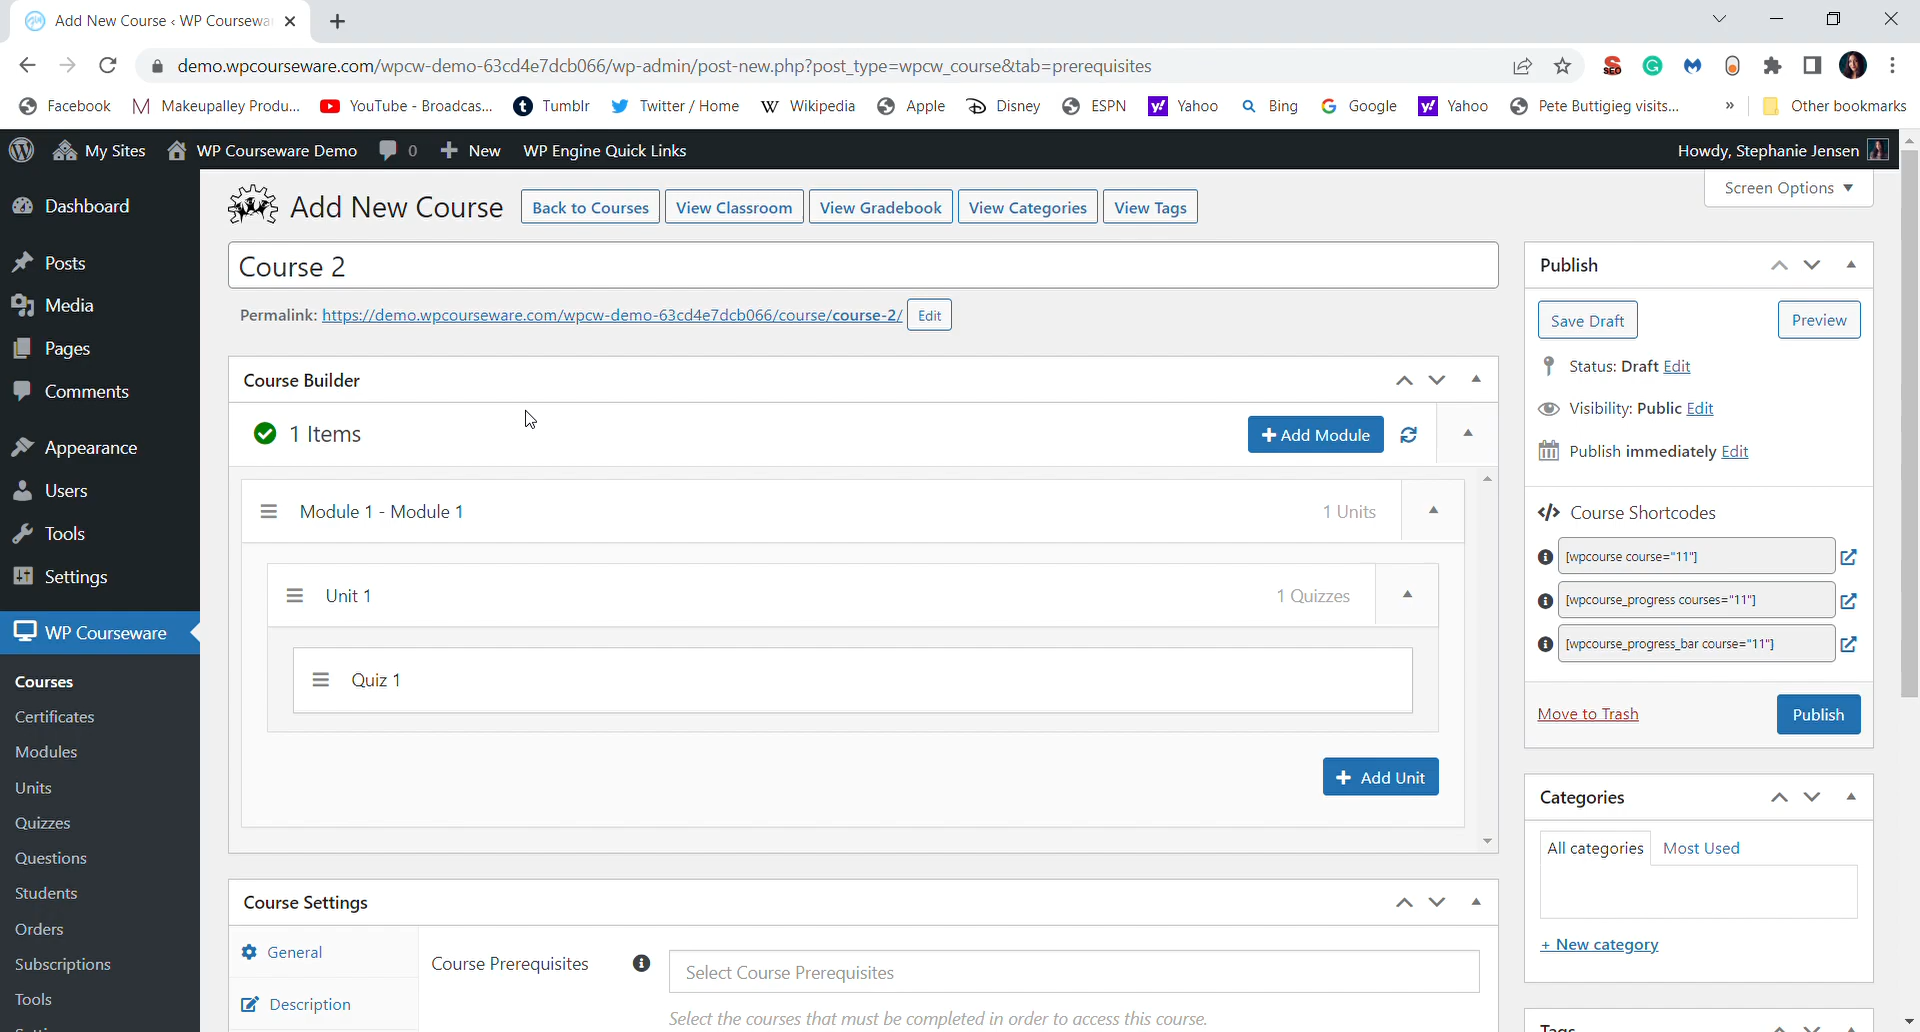 Add New Course ‹ WP Coursewa
demo.wpcourseware.com/wpcw-demo-63cd4e7dcb066/wp-admin/post-new.php?post_type=wpcw_course&tab=prerequisites
Facebook
Makeupalley Produ...
YouTube - Broadcas...
Tumblr
Twitter / Home
Wikipedia
Apple
Disney
ESPN
Yahoo
Bing
Google
Yahoo
Pete Buttigieg visits...
»
Other bookmarks
My Sites
WP Courseware Demo
0
New
WP Engine Quick Links
Howdy, Stephanie Jensen
Screen Options
Dashboard
Posts
Media
Pages
Comments
Appearance
Users
Tools
Settings
WP Courseware
Courses
Certificates
Modules
Units
Quizzes
Questions
Students
Orders
Subscriptions
Tools
Add New Course
Back to Courses
View Classroom
View Gradebook
View Categories
View Tags
Course 2
Permalink: https://demo.wpcourseware.com/wpcw-demo-63cd4e7dcb066/course/course-2/ Edit
Course Builder
1 Items
+ Add Module
Module 1 - Module 1
1 Units
Unit 1
1 Quizzes
Quiz 1
+ Add Unit
Course Settings
General
Description
Course Prerequisites
Select Course Prerequisites
Select the courses that must be completed in order to access this course.
Publish
Save Draft
Preview
Status: Draft Edit
Visibility: Public Edit
Publish immediately Edit
</> Course Shortcodes
[wpcourse course="11"]
[wpcourse_progress courses="11"]
[wpcourse_progress_bar course="11"]
Move to Trash
Publish
Categories
All categories
Most Used
+ New category
Tags